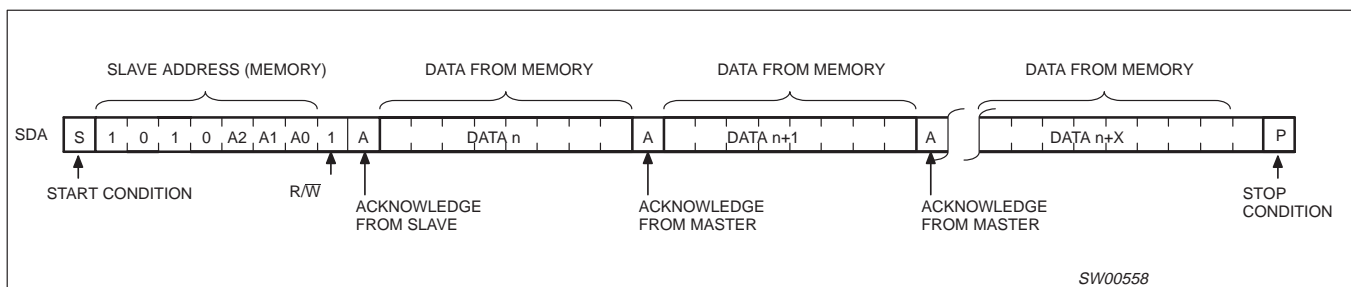 SLAVE ADDRESS (MEMORY) DATA FROM MEMORY DATA FROM MEMORY DATA FROM MEMORY
SDA S 1 0 1 0 A2 A1 A0 1 A DATA n A DATA n+1 A DATA n+X P
START CONDITION R/W̅ ACKNOWLEDGE FROM SLAVE ACKNOWLEDGE FROM MASTER ACKNOWLEDGE FROM MASTER STOP CONDITION
SW00558